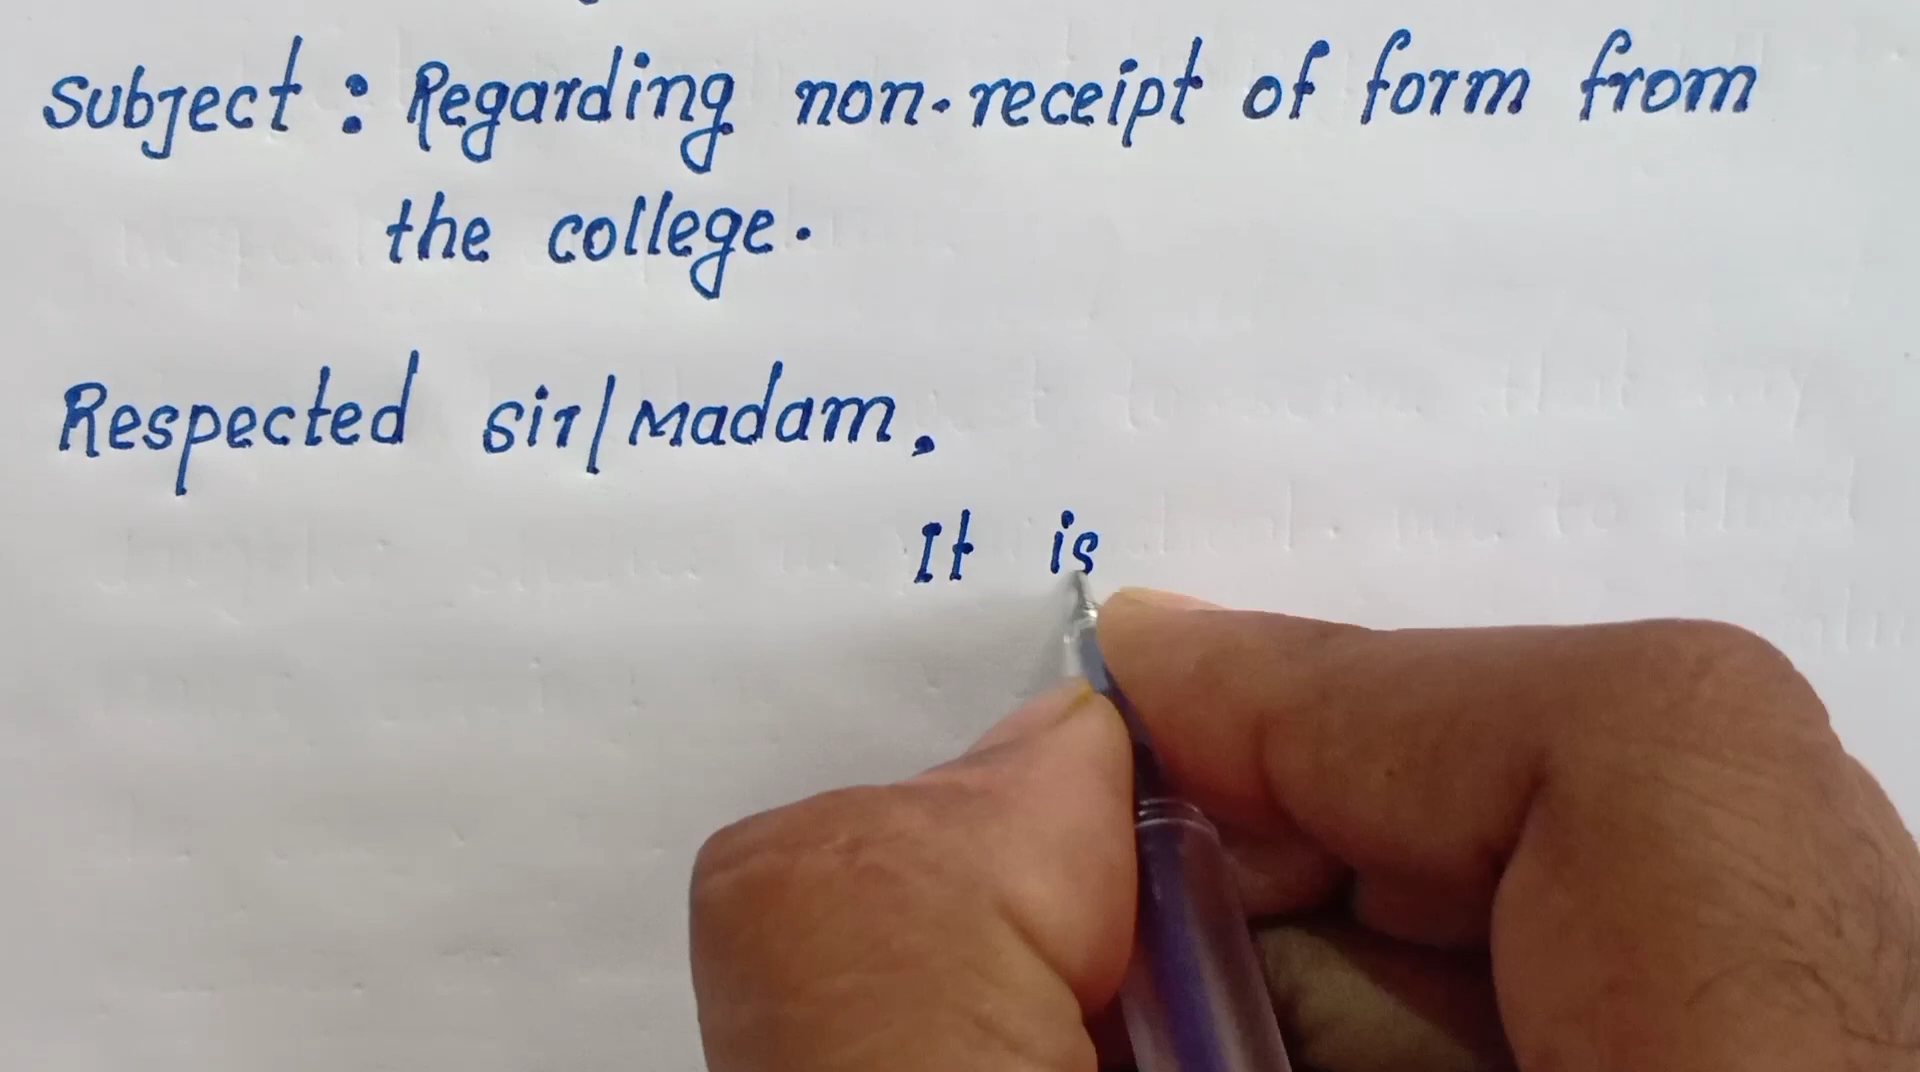 Subject : Regarding non-receipt of form from
the college.
Respected Sir/Madam,
It is